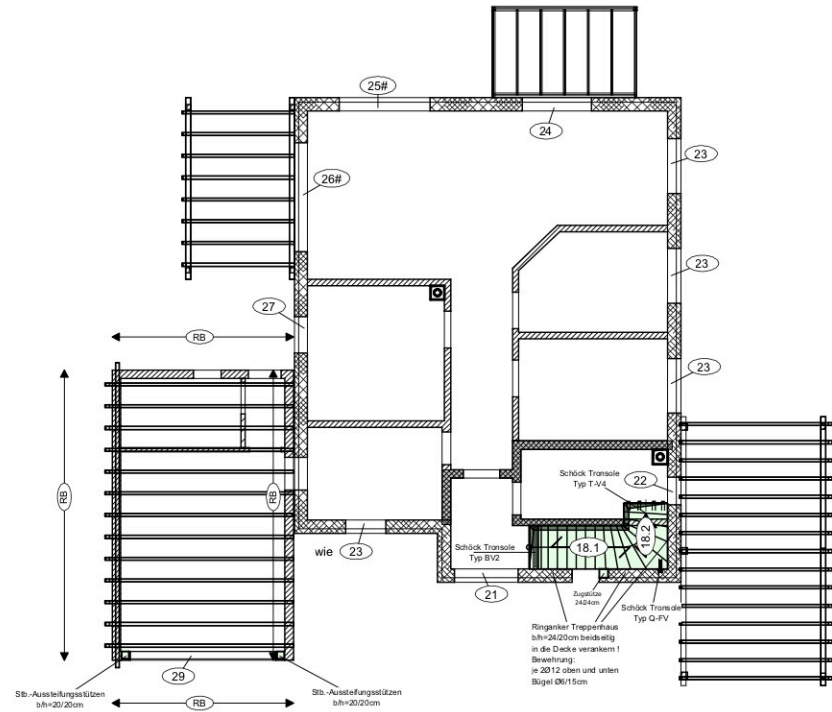 25#
24
23
26#
23
27
RB
23
RB
RB
Schöck Tronsole
Typ T-V4
22
18.2
wie
23
Schöck Tronsole
Typ BV2
18.1
21
Zugstütze
24/24cm
Schöck Tronsole
Typ Q-FV
Ringanker Treppenhaus
b/h=24/20cm beidseitig
in die Decke verankern !
Bewehrung:
je 2Ø12 oben und unten
Bügel Ø6/15cm
29
Stb.-Aussteifungsstützen
b/h=20/20cm
RB
Stb.-Aussteifungsstützen
b/h=20/20cm